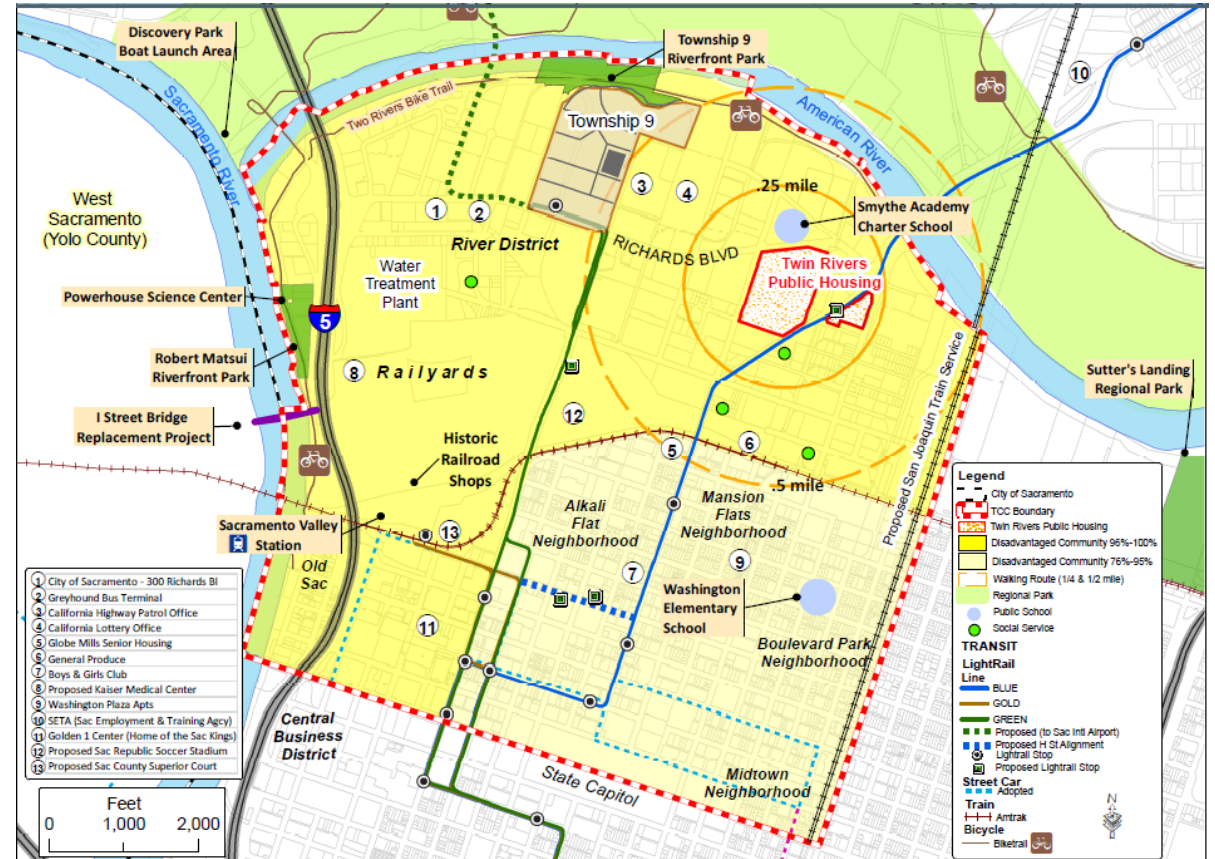 Discovery Park
Boat Launch Area
Township 9
Riverfront Park
10
Sacramento River
Two Rivers Bike Trail
American River
Township 9
West
Sacramento
(Yolo County)
.25 mile
3
4
Smythe Academy
Charter School
1
2
River District
RICHARDS BLVD
Twin Rivers
Public Housing
Water
Treatment
Plant
Powerhouse Science Center
5
Robert Matsui
Riverfront Park
8
Railyards
Proposed San Joaquin Train Service
Sutter's Landing
Regional Park
I Street Bridge
Replacement Project
12
Historic
Railroad
Shops
5
6
.5 mile
Alkali
Flat
Neighborhood
Mansion
Flats
Neighborhood
Sacramento Valley
Station
13
Old
Sac
7
9
Washington
Elementary
School
11
Boulevard Park
Neighborhood
Central
Business
District
State Capitol
Midtown
Neighborhood
1 City of Sacramento - 300 Richards Bl
2 Greyhound Bus Terminal
3 California Highway Patrol Office
4 California Lottery Office
5 Globe Mills Senior Housing
6 General Produce
7 Boys & Girls Club
8 Proposed Kaiser Medical Center
9 Washington Plaza Apts
10 SETA (Sac Employment & Training Agcy)
11 Golden 1 Center (Home of the Sac Kings)
12 Proposed Sac Republic Soccer Stadium
13 Proposed Sac County Superior Court
Feet
0 1,000 2,000
Legend
City of Sacramento
TCC Boundary
Twin Rivers Public Housing
Disadvantaged Community 96%-100%
Disadvantaged Community 76%-95%
Walking Route (1/4 & 1/2 mile)
Regional Park
Public School
Social Service
TRANSIT
LightRail
Line
BLUE
GOLD
GREEN
Proposed (to Sac Intl Airport)
Proposed H St Alignment
Lightrail Stop
Proposed Lightrail Stop
Street Car
Adopted
Train
Amtrak
Bicycle
Biketrail
N